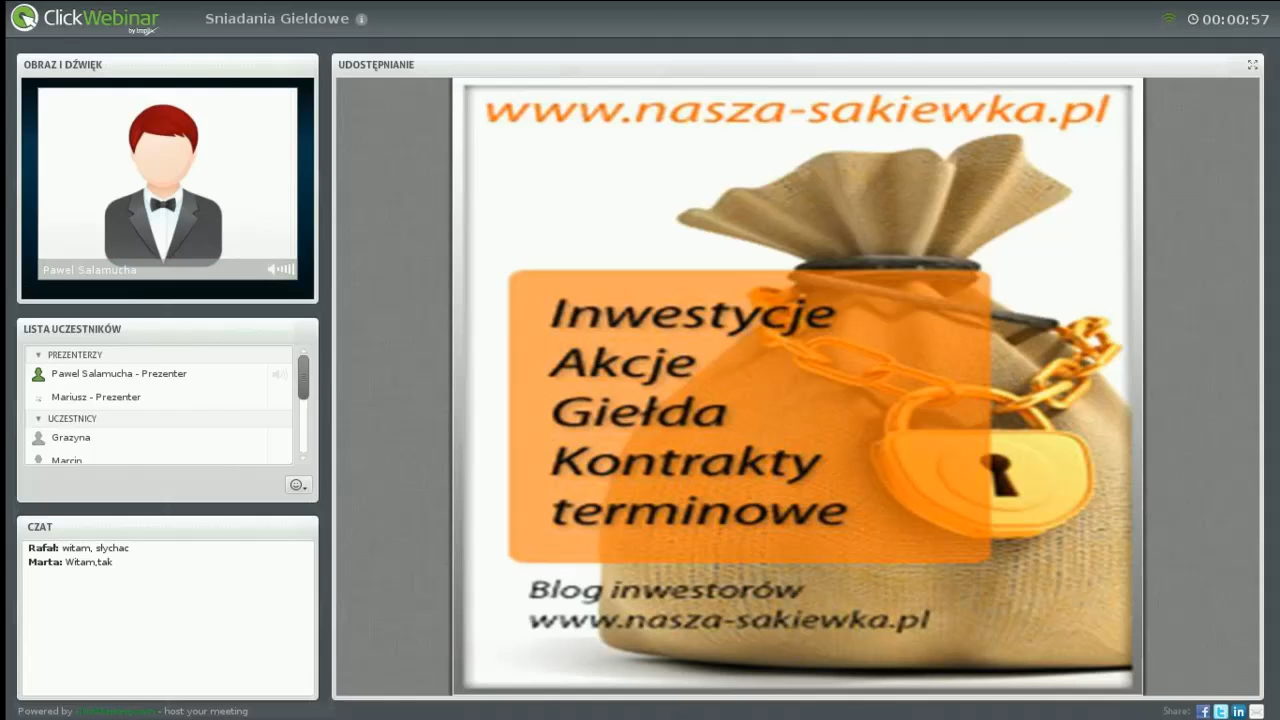 ClickWebinar
Sniadania Gieldowe
00:00:57
OBRAZ I DŹWIĘK
Pawel Salamucha
LISTA UCZESTNIKÓW
PREZENTERZY
Pawel Salamucha - Prezenter
Mariusz - Prezenter
UCZESTNICY
Grazyna
Marcin
CZAT
Rafał: witam, słychac
Marta: Witam,tak
UDOSTĘPNIANIE
www.nasza-sakiewka.pl
Inwestycje
Akcje
Giełda
Kontrakty
terminowe
Blog inwestorów
www.nasza-sakiewka.pl
Powered by - host your meeting
Share: